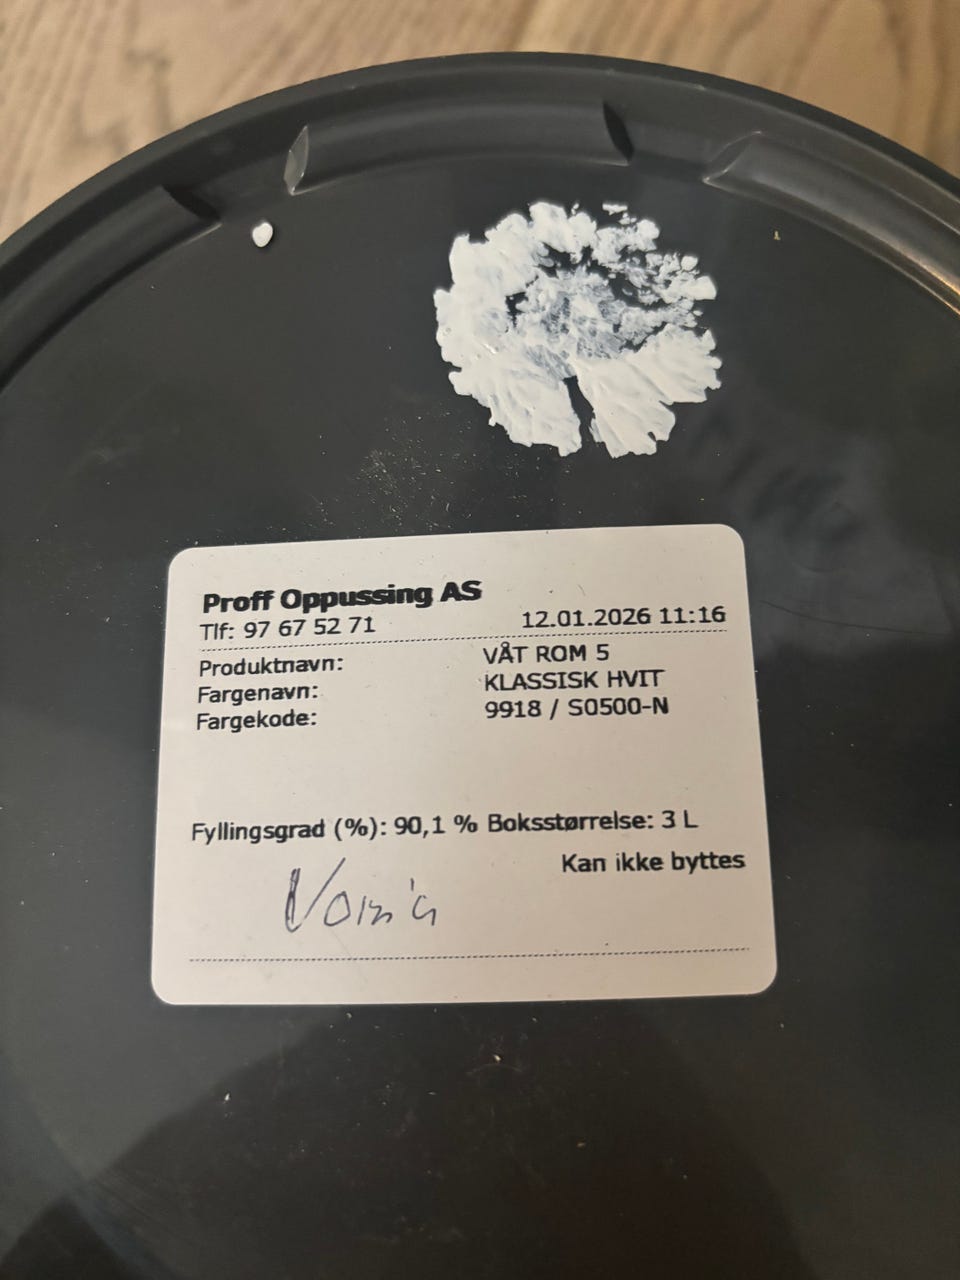 Proff Oppussing AS
Tlf: 97 67 52 71 12.01.2026 11:16
Produktnavn: VÅT ROM 5
Fargenavn: KLASSISK HVIT
Fargekode: 9918 / S0500-N
Fyllingsgrad (%): 90,1 % Boksstørrelse: 3 L
Kan ikke byttes